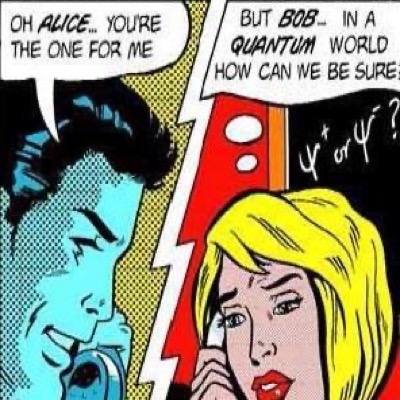 OH ALICE... YOU'RE
THE ONE FOR ME
BUT BOB... IN A
QUANTUM WORLD
HOW CAN WE BE SURE?
Ψ⁺ or Ψ⁻?